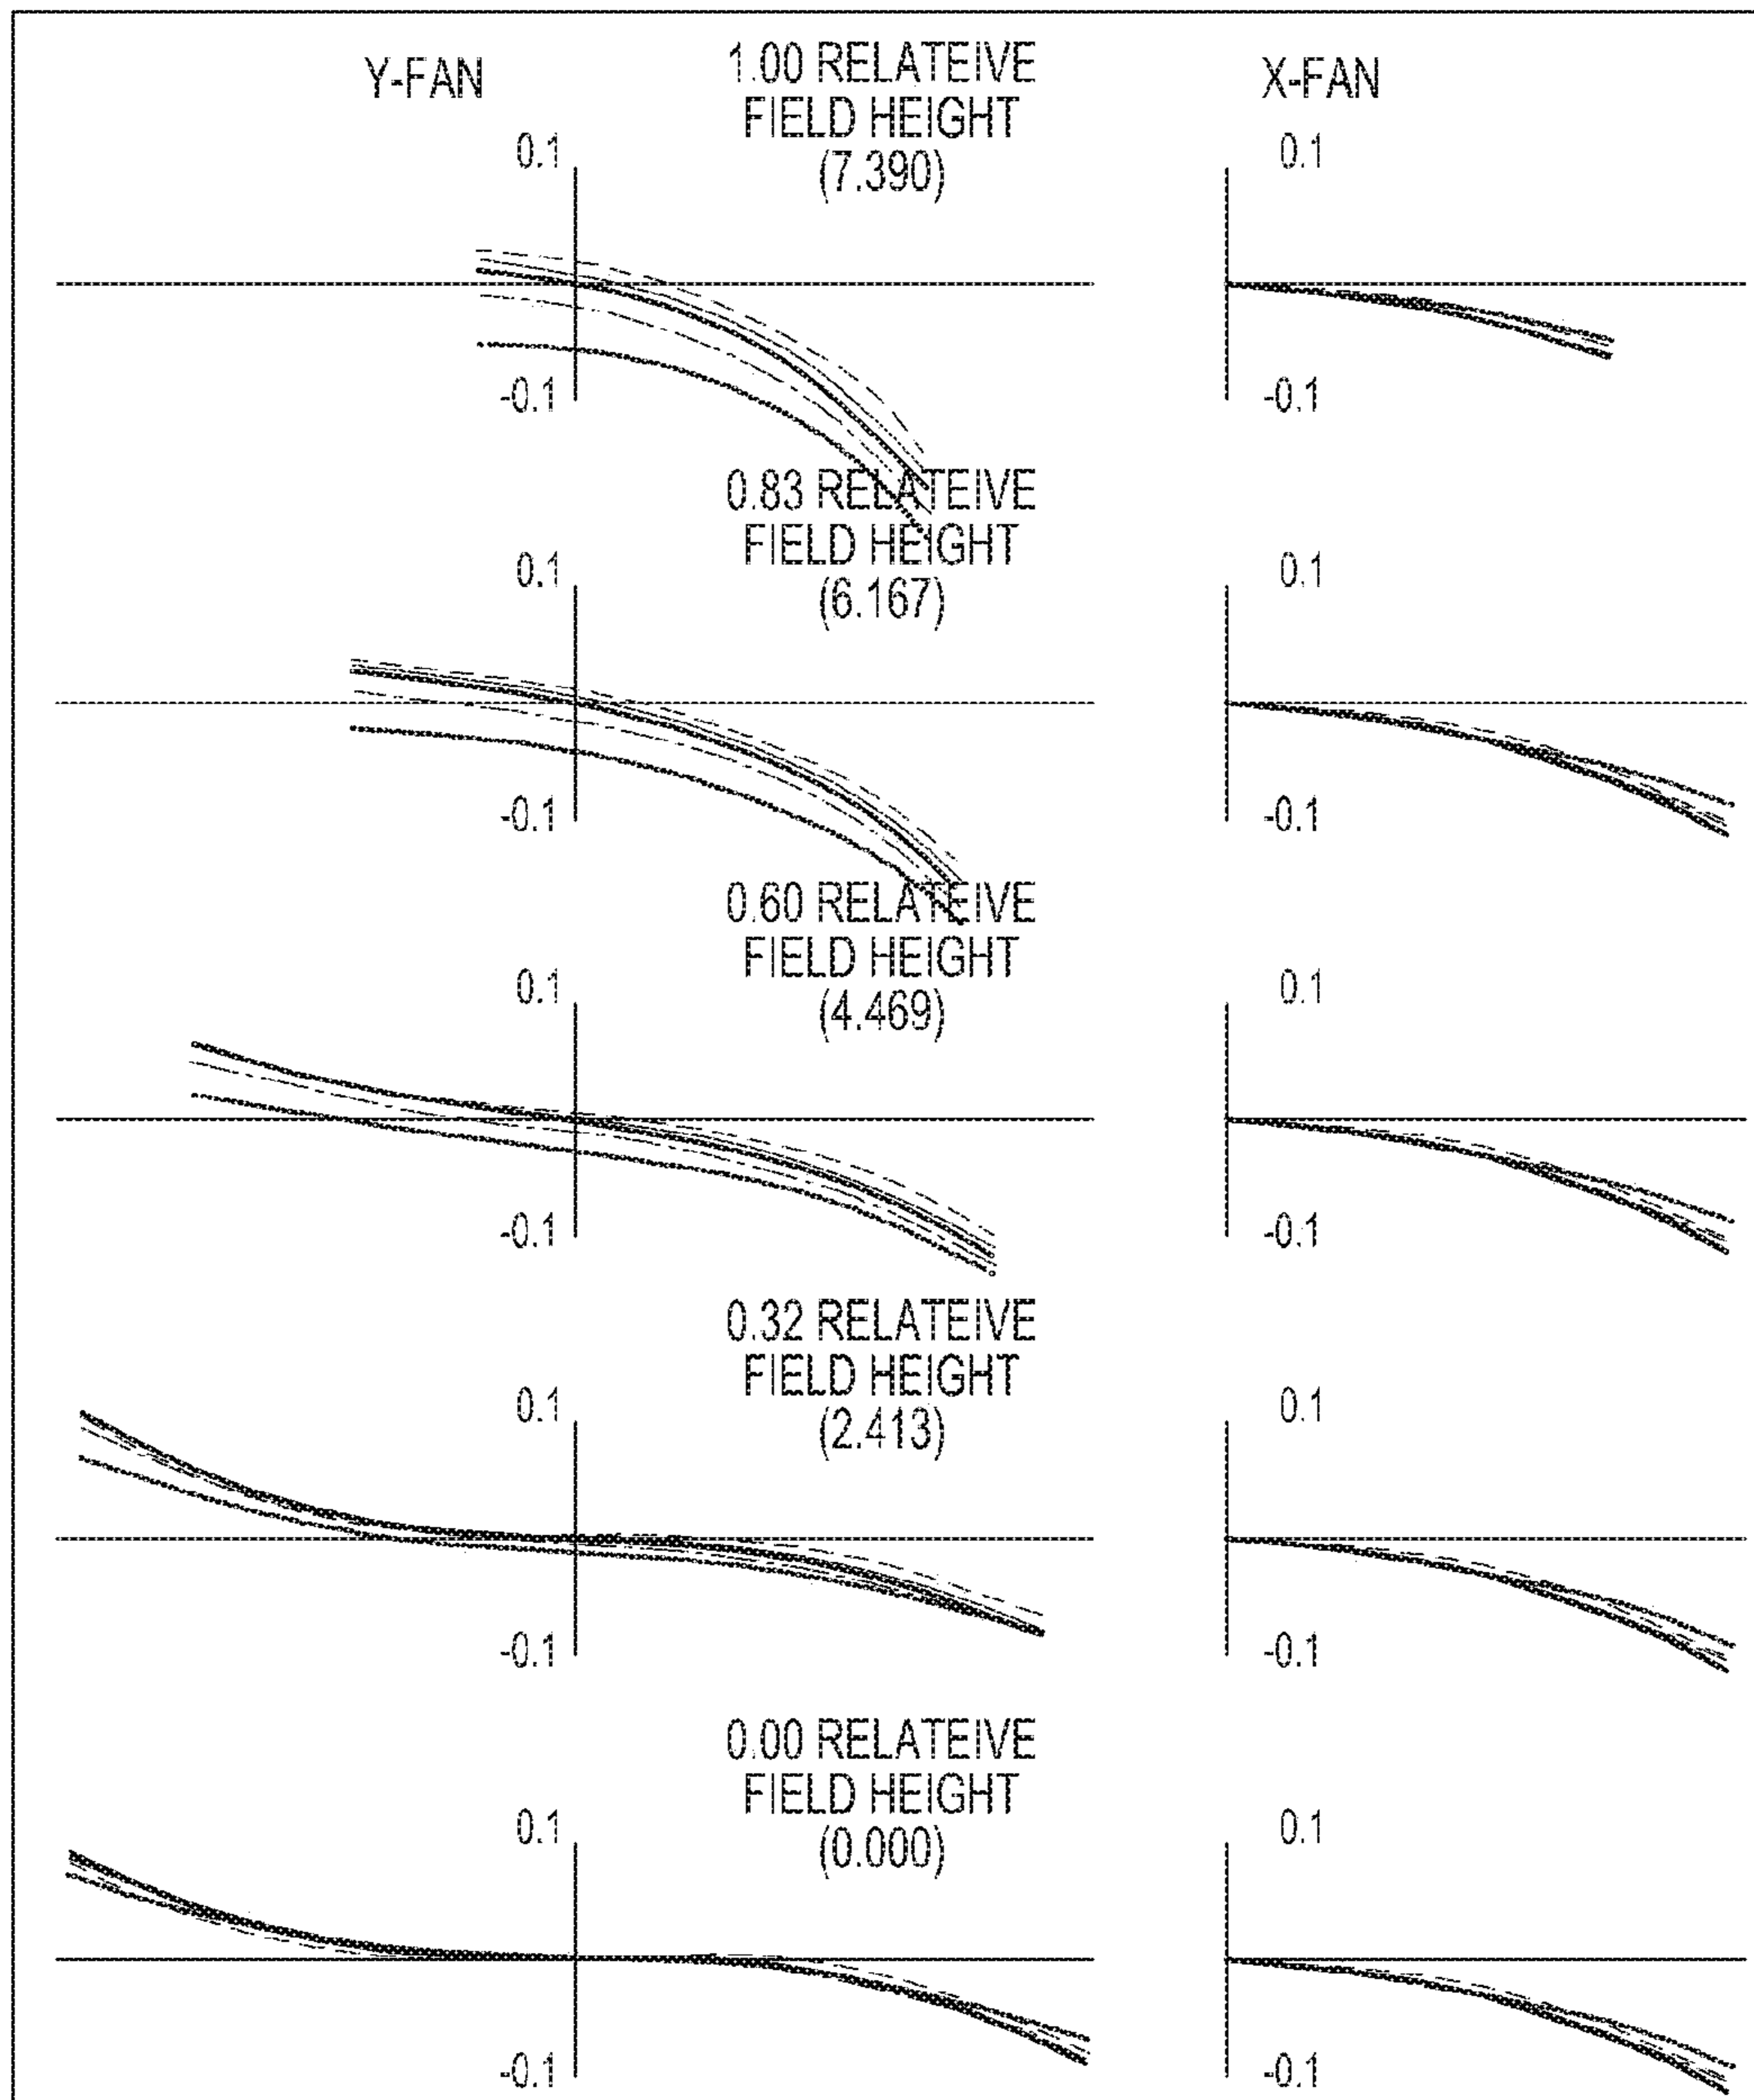 Y-FAN
1.00 RELATEIVE
FIELD HEIGHT
(7.390)
X-FAN
0.1
0.1
-0.1
-0.1
0.83 RELATEIVE
FIELD HEIGHT
(6.167)
0.1
0.1
-0.1
-0.1
0.60 RELATEIVE
FIELD HEIGHT
(4.469)
0.1
0.1
-0.1
-0.1
0.32 RELATEIVE
FIELD HEIGHT
(2.413)
0.1
0.1
-0.1
-0.1
0.00 RELATEIVE
FIELD HEIGHT
(0.000)
0.1
0.1
-0.1
-0.1